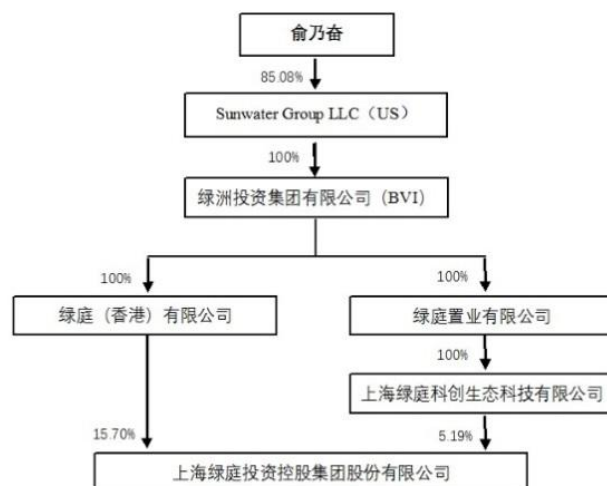 俞乃奋
85.08%
Sunwater Group LLC（US）
100%
绿洲投资集团有限公司（BVI）
100%
100%
绿庭（香港）有限公司
绿庭置业有限公司
100%
上海绿庭科创生态科技有限公司
15.70%
5.19%
上海绿庭投资控股集团股份有限公司